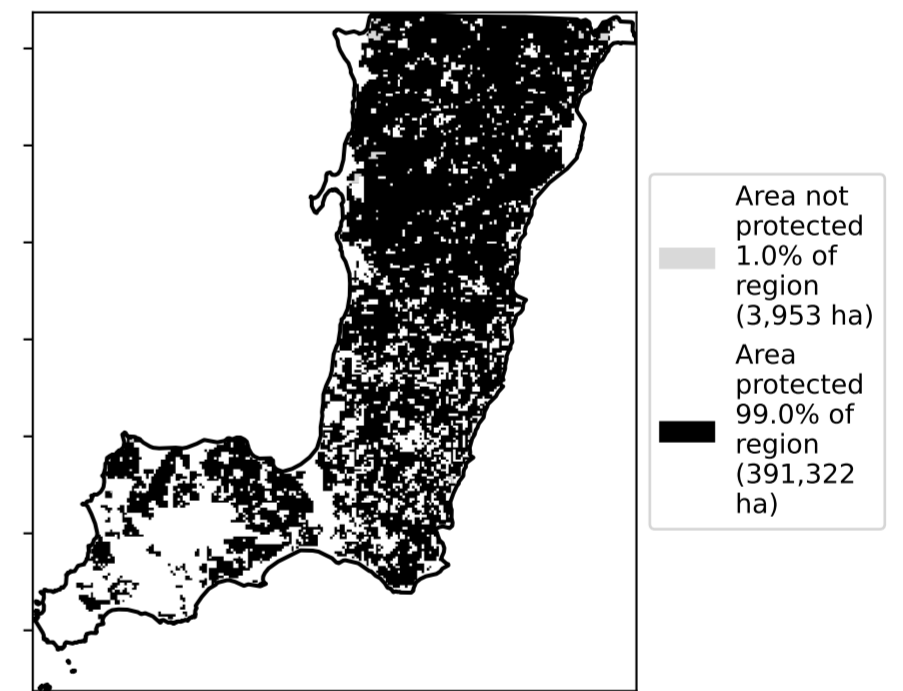 Area not
protected
1.0% of
region
(3,953 ha)
Area
protected
99.0% of
region
(391,322
ha)